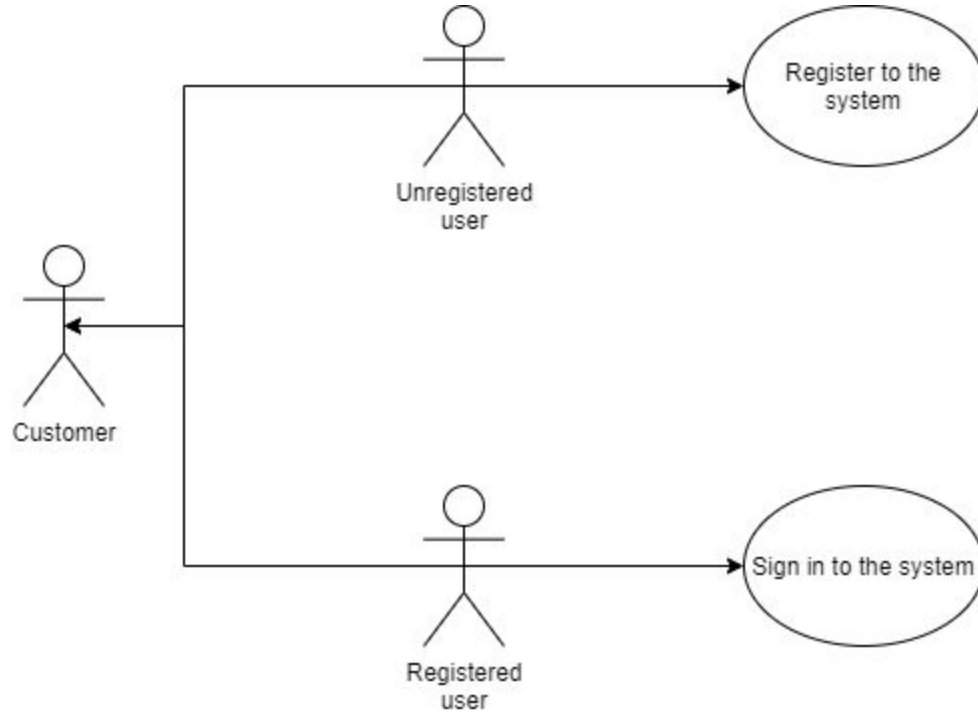 Register to the
system
Unregistered
user
Customer
Sign in to the system
Registered
user